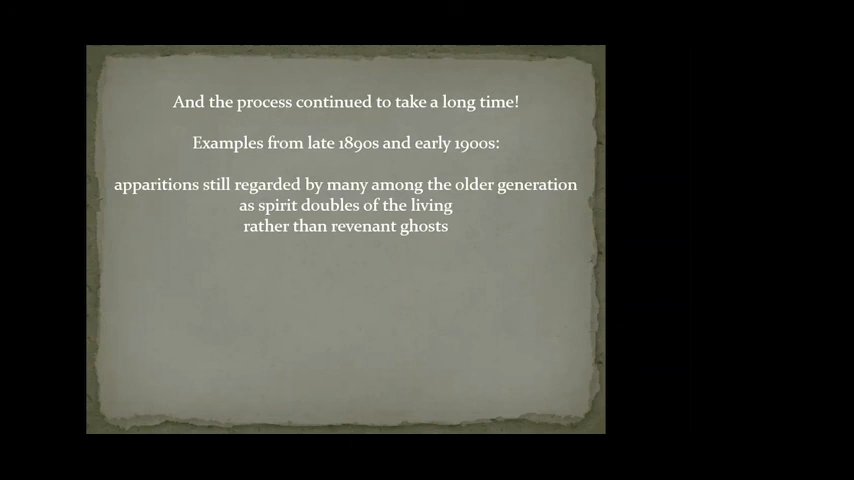 And the process continued to take a long time!
Examples from late 1890s and early 1900s:
apparitions still regarded by many among the older generation
as spirit doubles of the living
rather than revenant ghosts